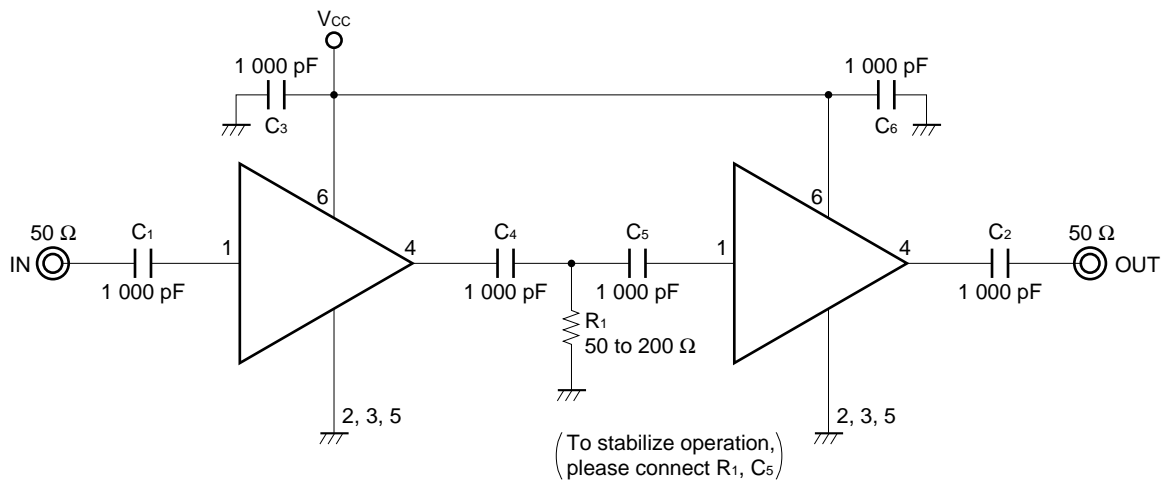 VCC
1 000 pF
C3
1 000 pF
C6
6
6
50 Ω
IN
C1
1 000 pF
1
4
C4
1 000 pF
C5
1 000 pF
1
4
C2
1 000 pF
50 Ω
OUT
R1
50 to 200 Ω
2, 3, 5
2, 3, 5
(To stabilize operation,
please connect R1, C5)